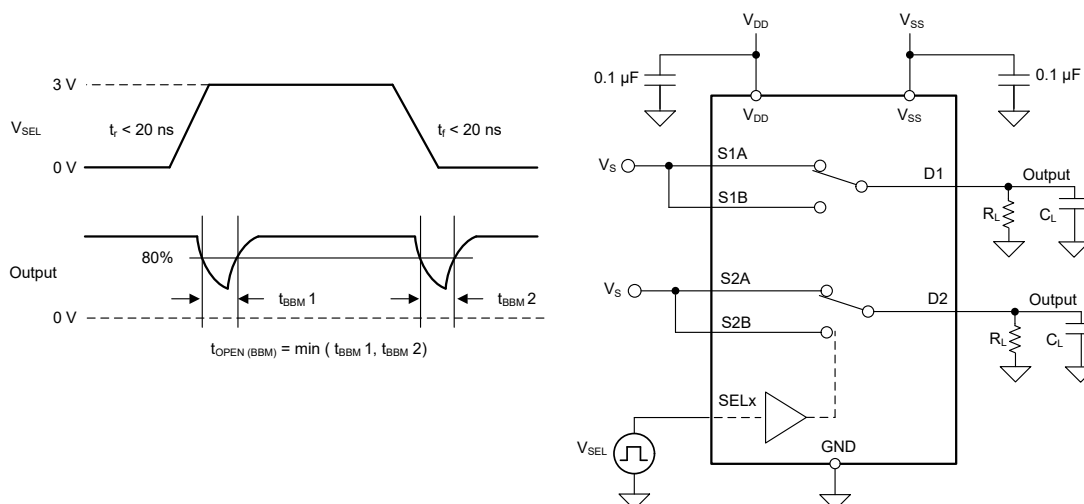 3 V
V_SEL
t_r < 20 ns
t_f < 20 ns
0 V
80%
Output
t_BBM 1
t_BBM 2
0 V
t_OPEN (BBM) = min ( t_BBM 1, t_BBM 2)
V_DD
V_SS
0.1 µF
0.1 µF
V_DD
V_SS
V_S
S1A
D1
Output
S1B
R_L
C_L
V_S
S2A
D2
Output
S2B
R_L
C_L
SELx
V_SEL
GND